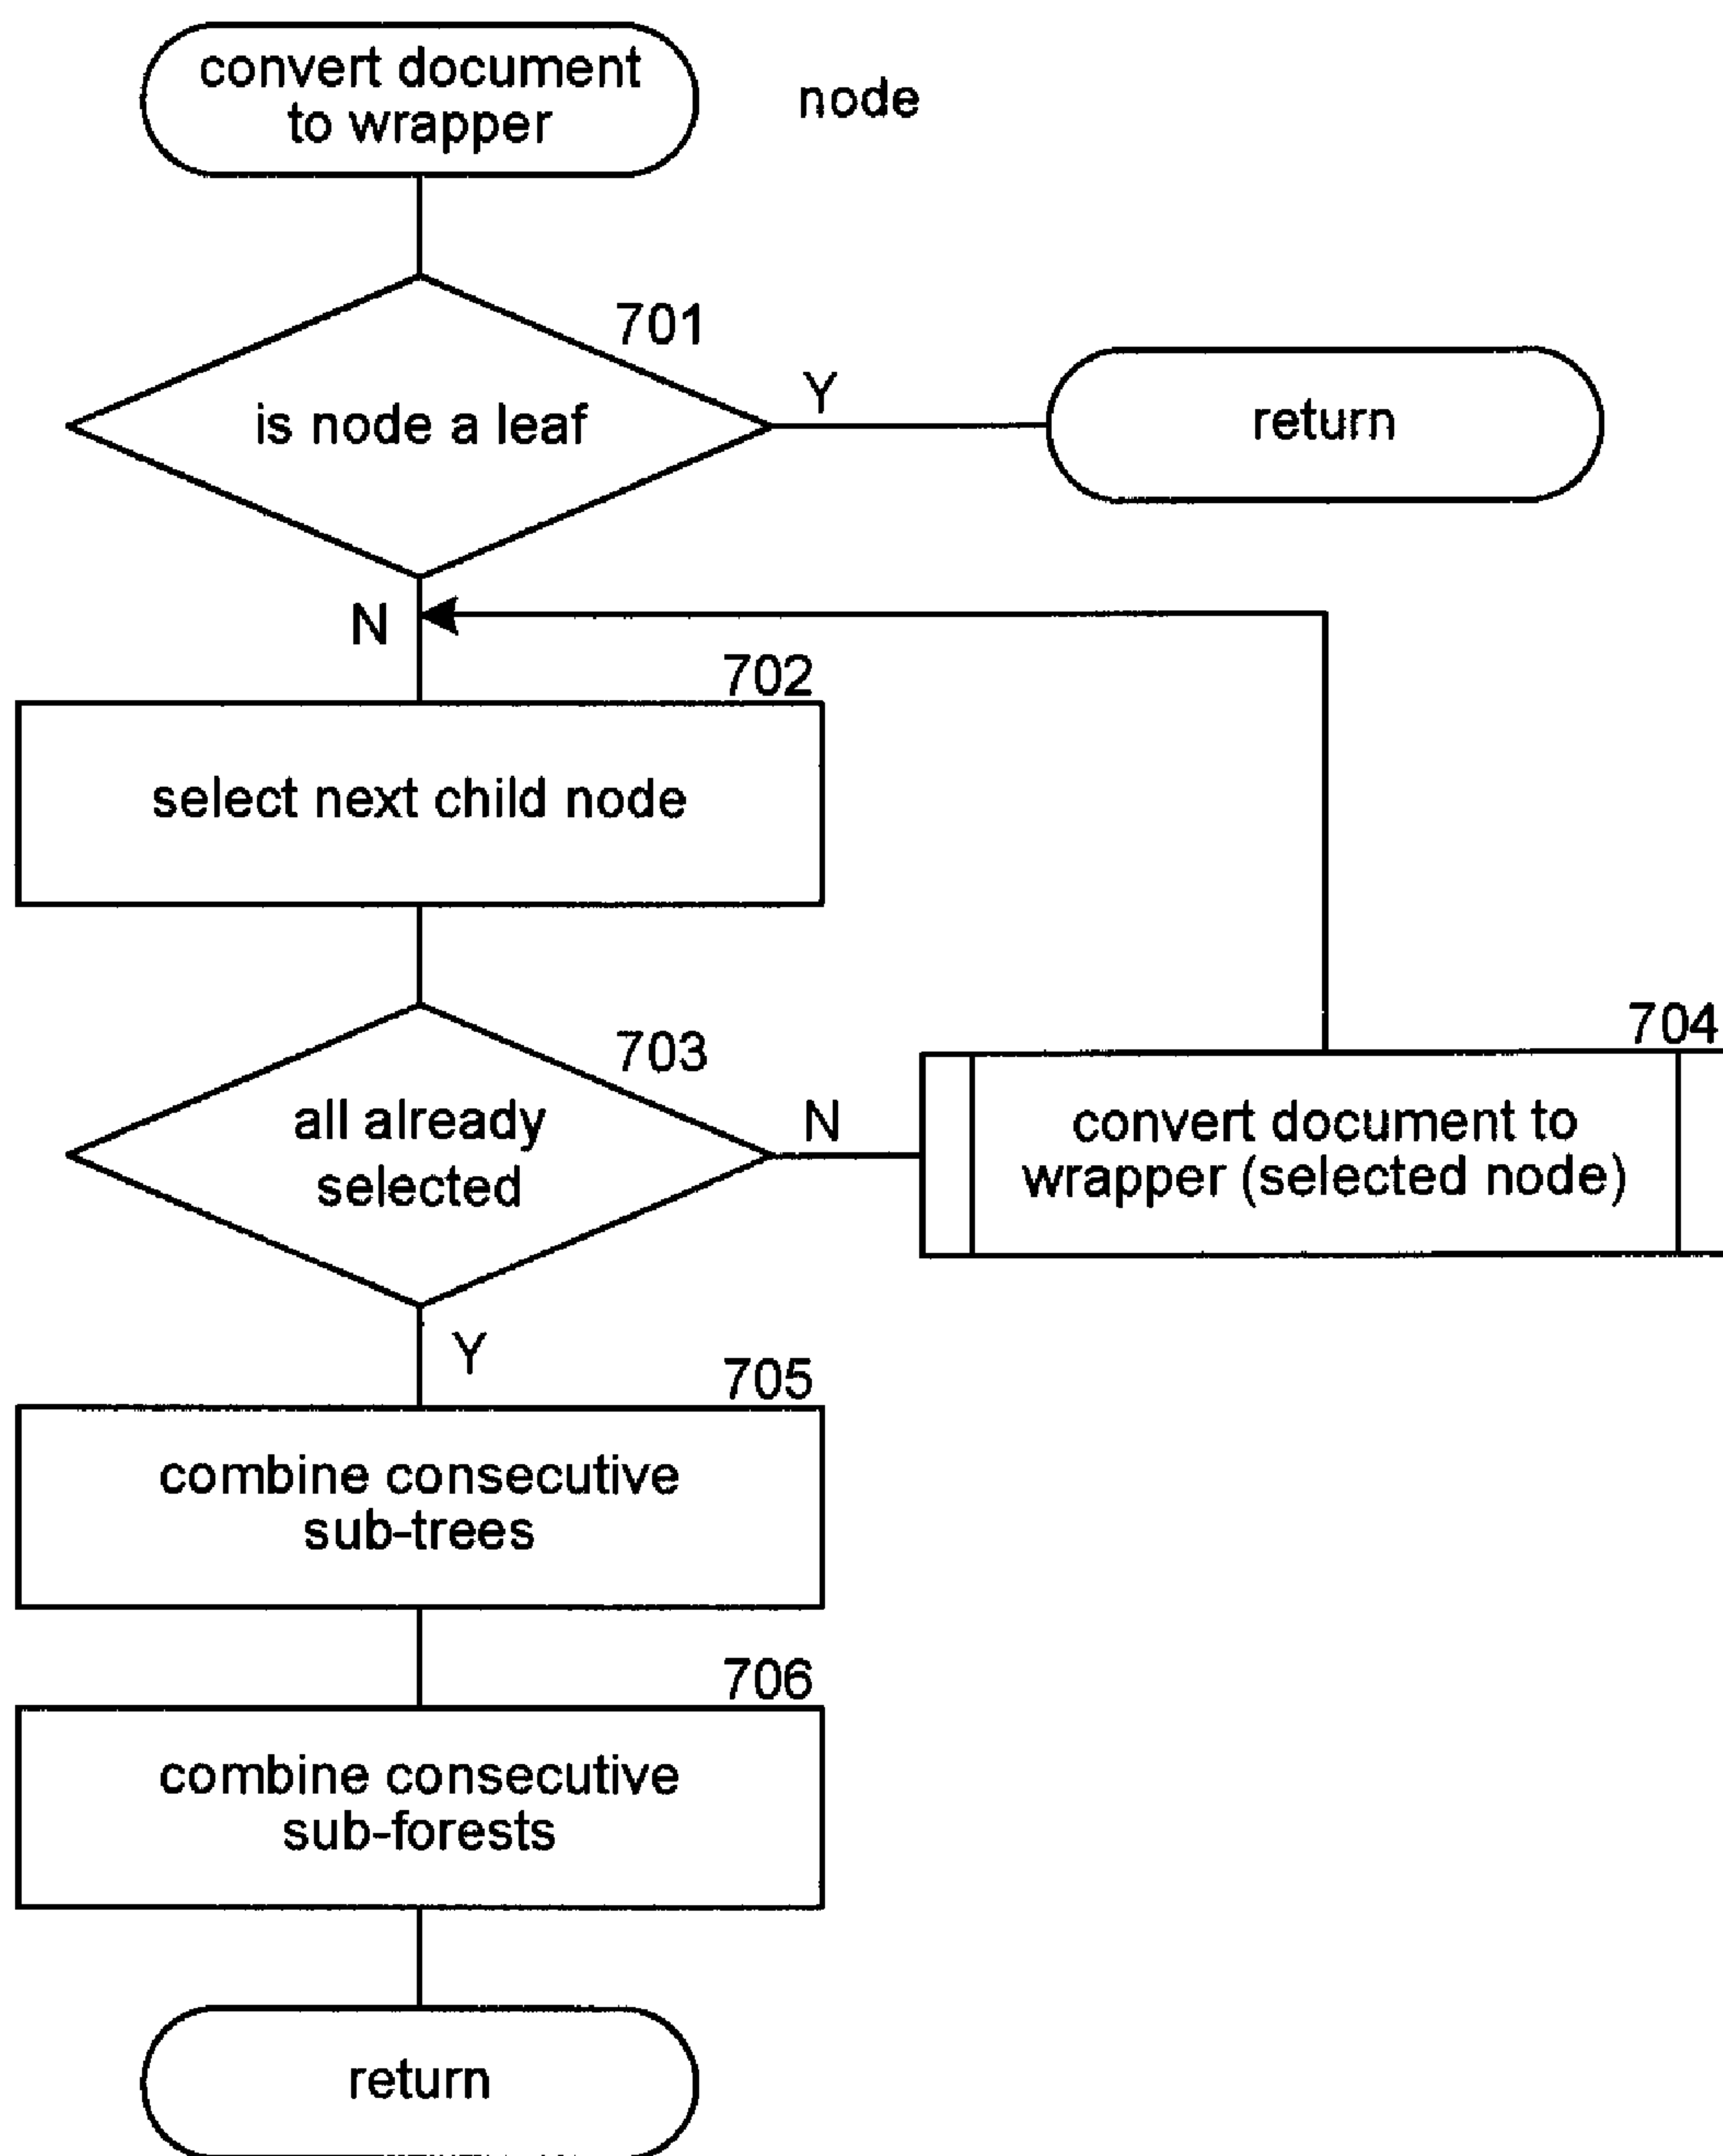 convert document
to wrapper
node
701
is node a leaf
Y
return
N
702
select next child node
703
all already
selected
N
704
convert document to
wrapper (selected node)
Y
705
combine consecutive
sub-trees
706
combine consecutive
sub-forests
return